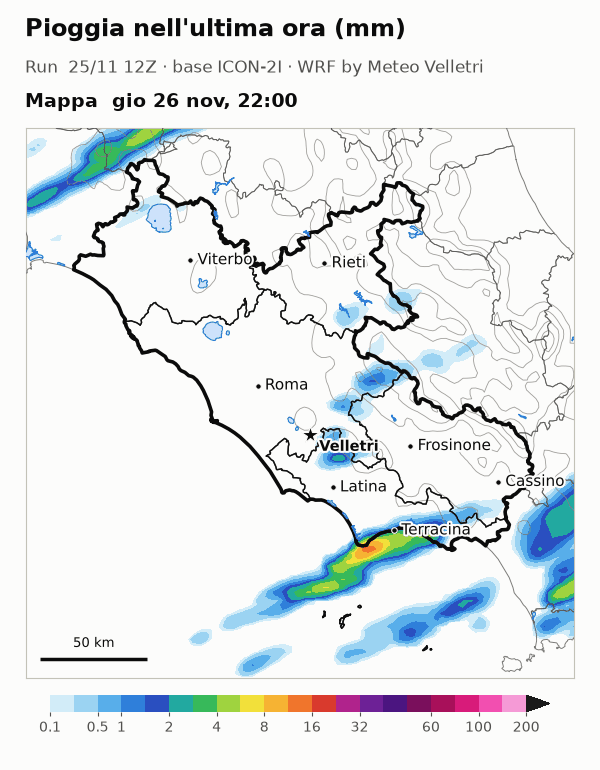 Pioggia nell'ultima ora (mm)
Run  25/11 12Z · base ICON-2I · WRF by Meteo Velletri
Mappa  gio 26 nov, 22:00
Viterbo
Rieti
Roma
Velletri
Frosinone
Latina
Cassino
Terracina
50 km
0.1 0.5 1 2 4 8 16 32 60 100 200